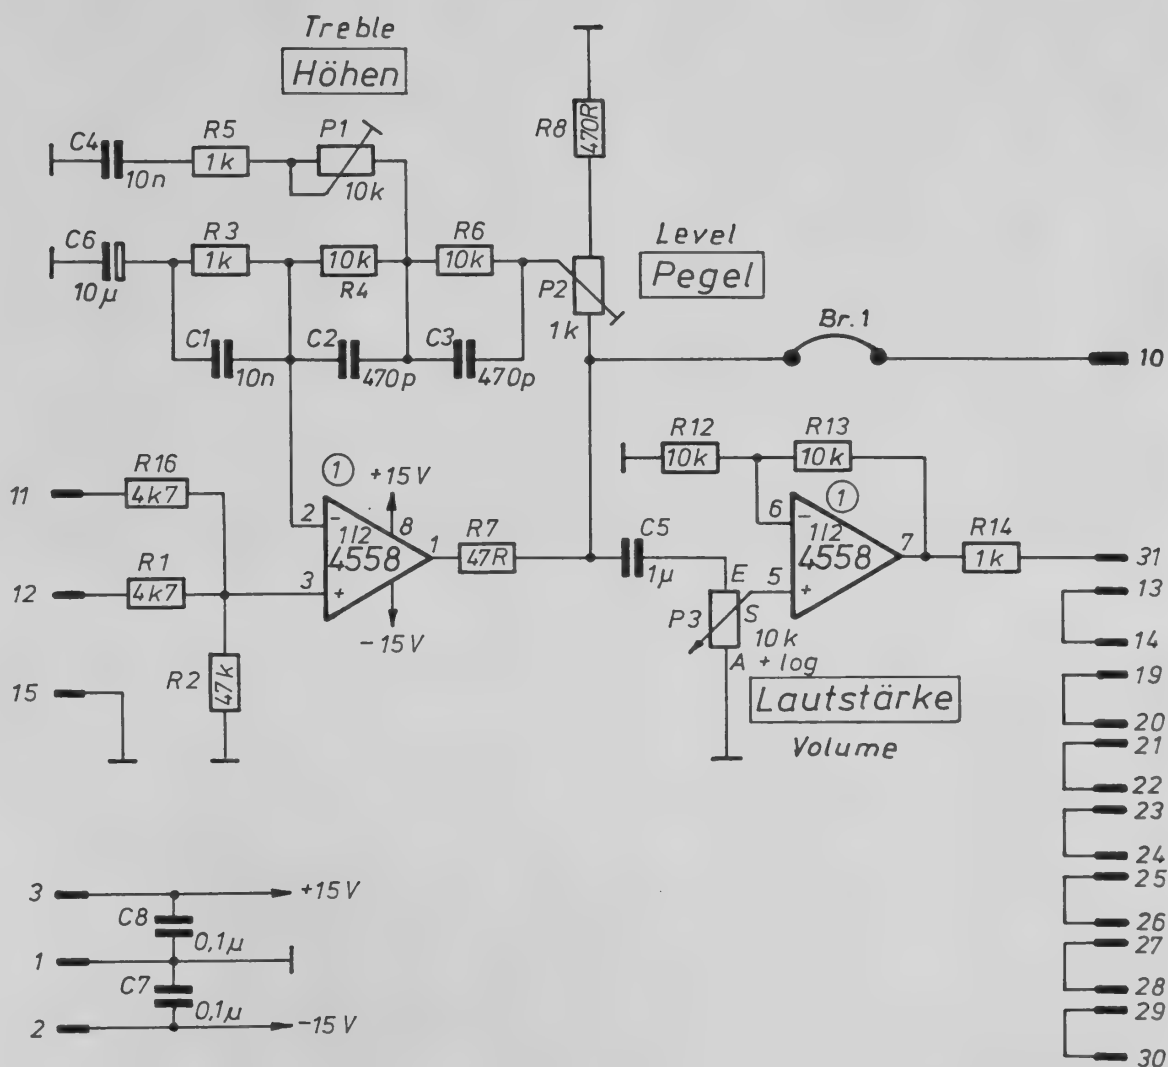 Treble
Höhen
C4
10n
R5
1k
P1
10k
R8
470R
C6
10µ
R3
1k
10k
R4
R6
10k
Level
Pegel
P2
1k
Br.1
10
C1
10n
C2
470p
C3
470p
R12
10k
R13
10k
11
R16
4k7
1
+15V
2
-
8
1/2
4558
1
3
+
-15V
R7
47R
C5
1µ
6
-
1
1/2
4558
7
5
+
R14
1k
31
12
R1
4k7
R2
47k
15
E
P3
S
10k
A + log
Lautstärke
Volume
13
14
19
20
21
22
23
24
25
26
27
28
29
30
3
+15V
C8
0,1µ
1
C7
0,1µ
2
-15V